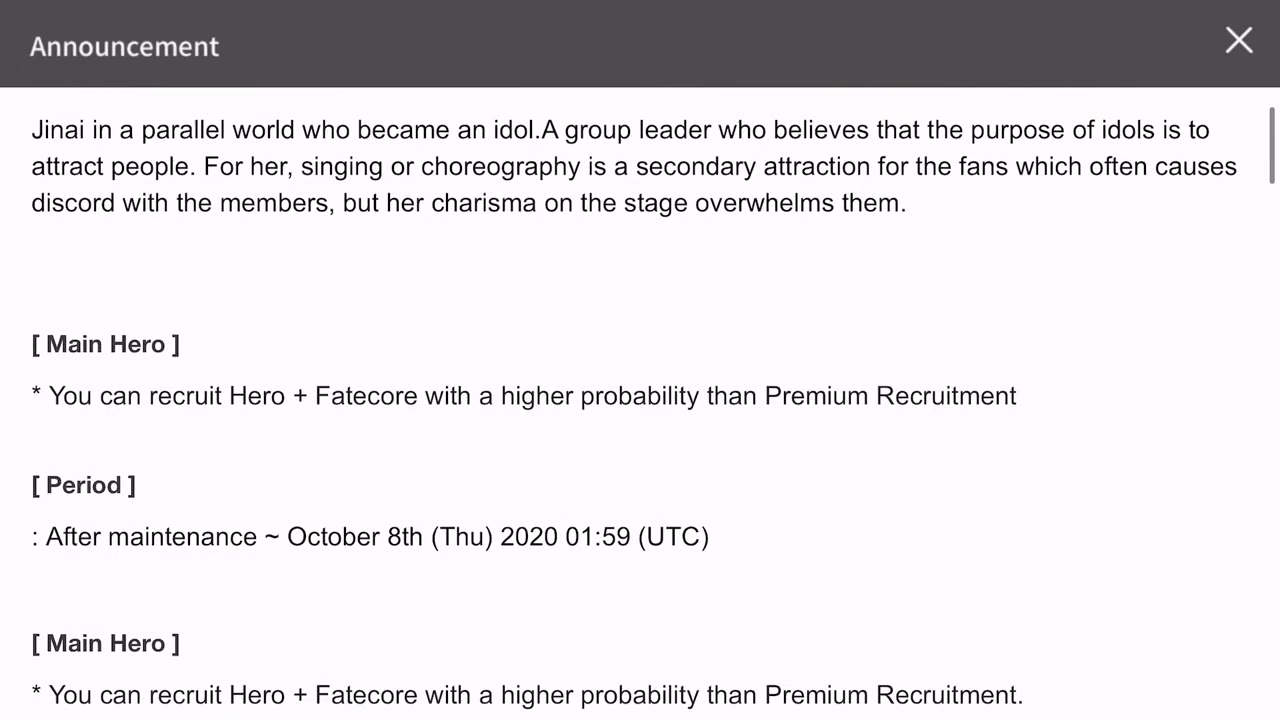 Announcement
Jinai in a parallel world who became an idol.A group leader who believes that the purpose of idols is to
attract people. For her, singing or choreography is a secondary attraction for the fans which often causes
discord with the members, but her charisma on the stage overwhelms them.
[ Main Hero ]
* You can recruit Hero + Fatecore with a higher probability than Premium Recruitment
[ Period ]
: After maintenance ~ October 8th (Thu) 2020 01:59 (UTC)
[ Main Hero ]
* You can recruit Hero + Fatecore with a higher probability than Premium Recruitment.